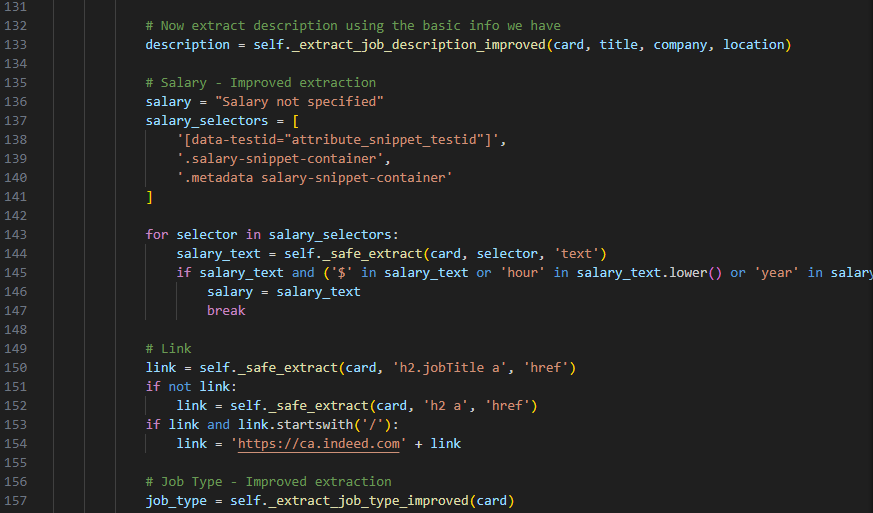 131
132 # Now extract description using the basic info we have
133 description = self._extract_job_description_improved(card, title, company, location)
134
135 # Salary - Improved extraction
136 salary = "Salary not specified"
137 salary_selectors = [
138 '[data-testid="attribute_snippet_testid"]',
139 '.salary-snippet-container',
140 '.metadata salary-snippet-container'
141 ]
142
143 for selector in salary_selectors:
144 salary_text = self._safe_extract(card, selector, 'text')
145 if salary_text and ('$' in salary_text or 'hour' in salary_text.lower() or 'year' in salary
146 salary = salary_text
147 break
148
149 # Link
150 link = self._safe_extract(card, 'h2.jobTitle a', 'href')
151 if not link:
152 link = self._safe_extract(card, 'h2 a', 'href')
153 if link and link.startswith('/'):
154 link = 'https://ca.indeed.com' + link
155
156 # Job Type - Improved extraction
157 job_type = self._extract_job_type_improved(card)